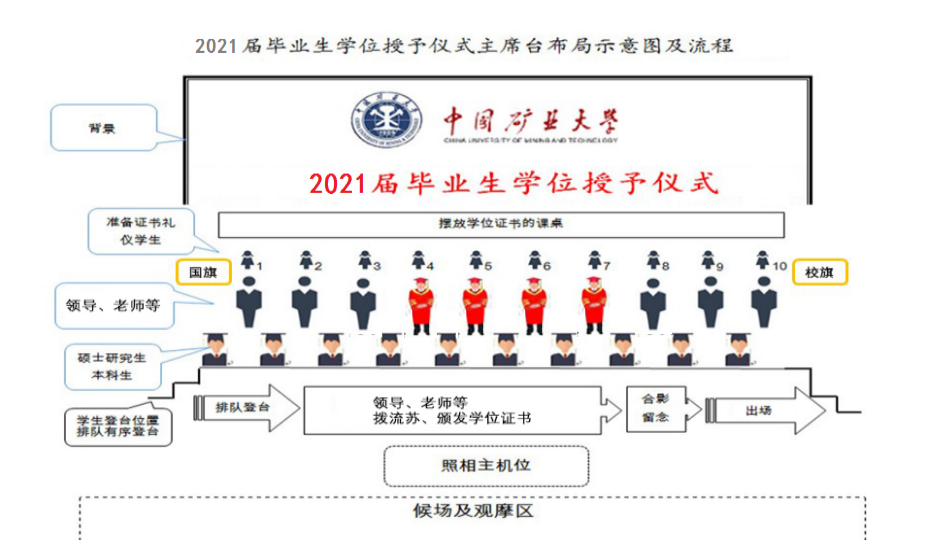 2021届毕业生学位授予仪式主席台布局示意图及流程
背景
中国矿业大学
CHINA UNIVERSITY OF MINING AND TECHNOLOGY
2021届毕业生学位授予仪式
准备证书礼
仪学生
摆放学位证书的课桌
1 2 3 4 5 6 7 8 9 10
国旗
校旗
领导、老师等
硕士研究生
本科生
学生登台位置
排队有序登台
排队登台
领导、老师等
拨流苏、颁发学位证书
合影
留念
出场
照相主机位
候场及观摩区